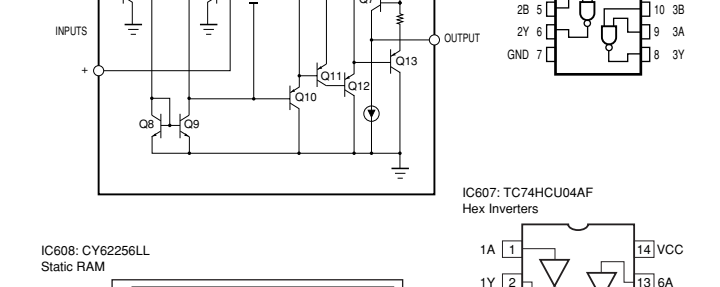 Q7
INPUTS
OUTPUT
+
Q11
Q12
Q13
Q10
Q8
Q9
2B 5
10 3B
2Y 6
9 3A
GND 7
8 3Y
IC607: TC74HCU04AF
Hex Inverters
1A 1
14 VCC
1Y 2
13 6A
IC608: CY62256LL
Static RAM